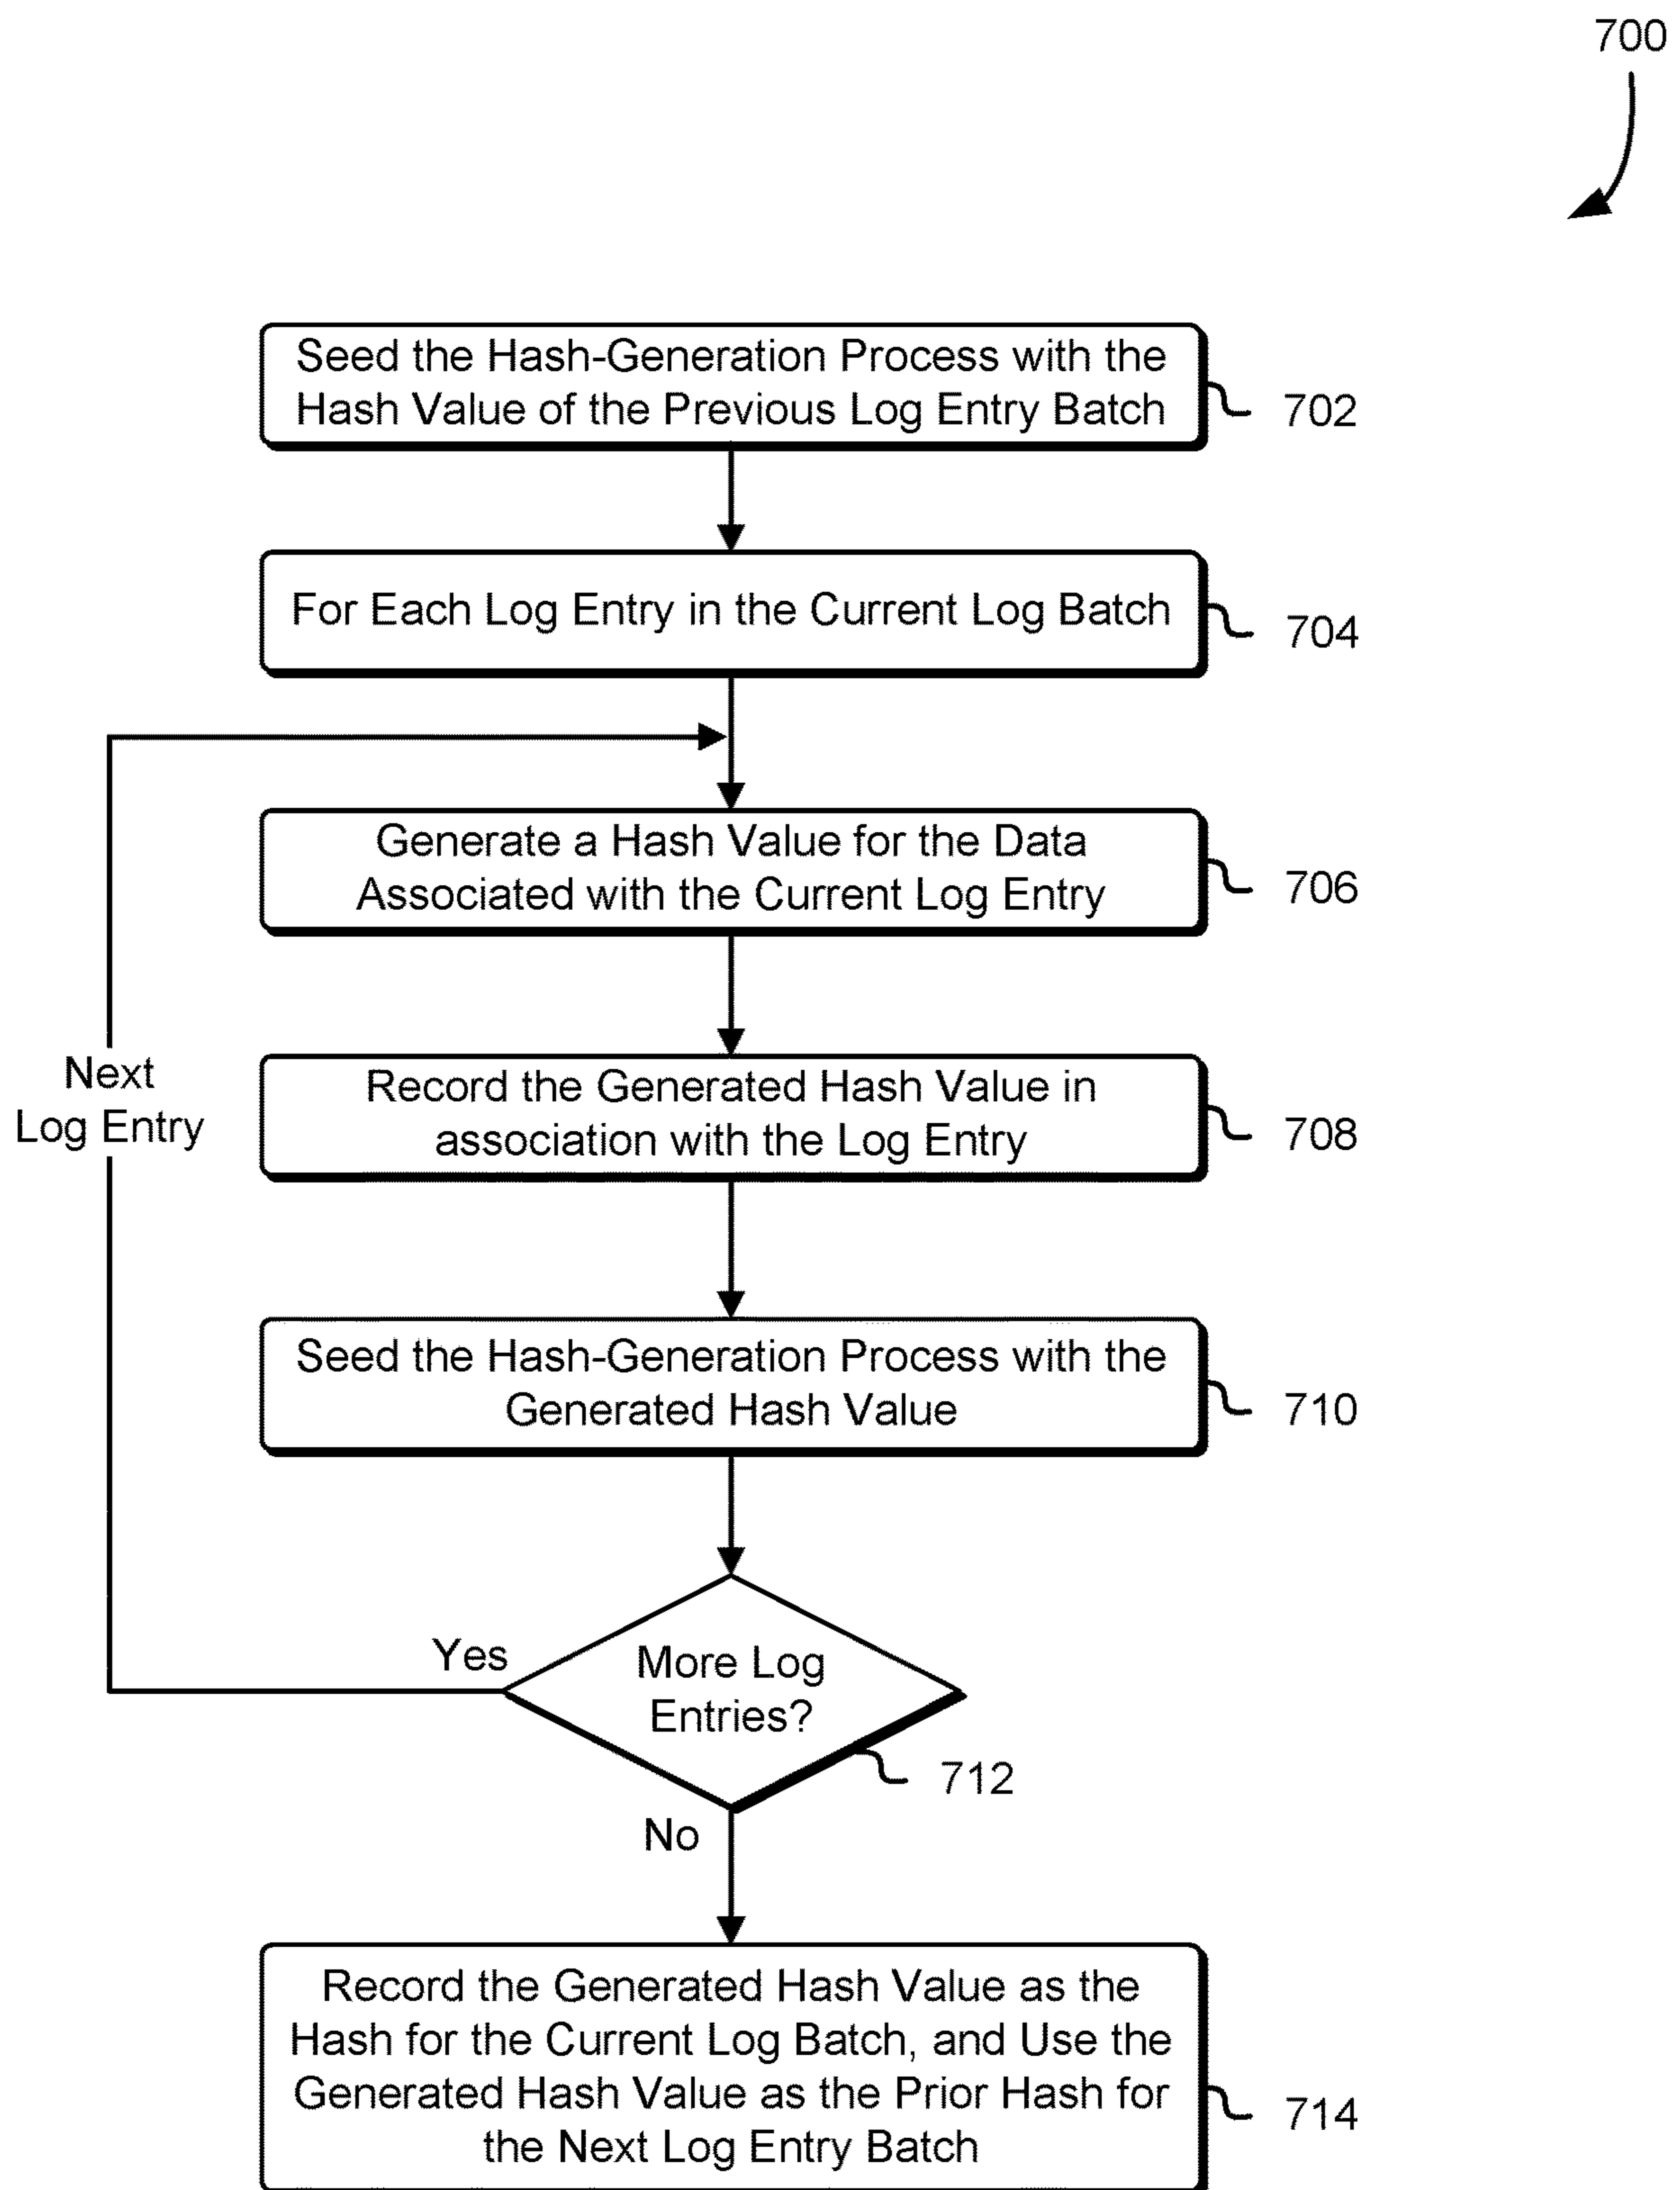 700
Seed the Hash-Generation Process with the
Hash Value of the Previous Log Entry Batch
702
For Each Log Entry in the Current Log Batch
704
Generate a Hash Value for the Data
Associated with the Current Log Entry
706
Next
Log Entry
Record the Generated Hash Value in
association with the Log Entry
708
Seed the Hash-Generation Process with the
Generated Hash Value
710
Yes
More Log
Entries?
712
No
Record the Generated Hash Value as the
Hash for the Current Log Batch, and Use the
Generated Hash Value as the Prior Hash for
the Next Log Entry Batch
714